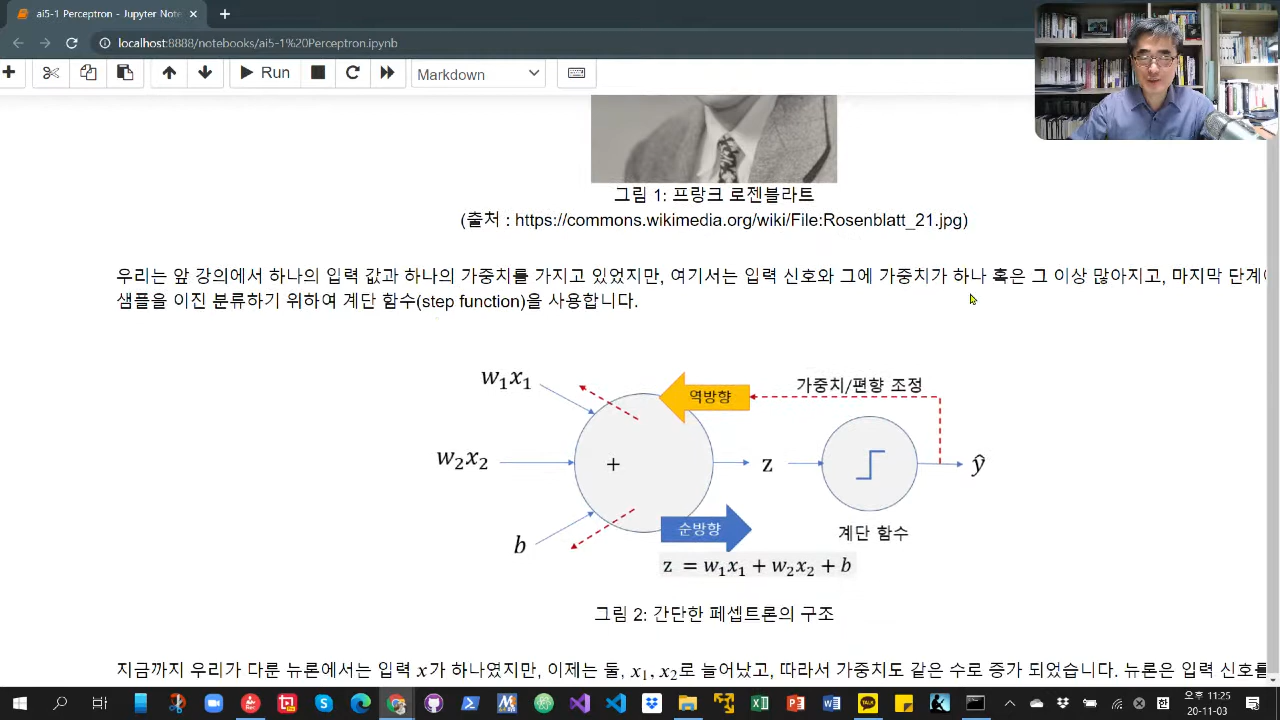 ai5-1 Perceptron - Jupyter Note
localhost:8888/notebooks/ai5-1%20Perceptron.ipynb
Run
Markdown
그림 1: 프랑크 로젠블라트
(출처 : https://commons.wikimedia.org/wiki/File:Rosenblatt_21.jpg)
우리는 앞 강의에서 하나의 입력 값과 하나의 가중치를 가지고 있었지만, 여기서는 입력 신호와 그에 가중치가 하나 혹은 그 이상 많아지고, 마지막 단계에
샘플을 이진 분류하기 위하여 계단 함수(step function)을 사용합니다.
w₁x₁
역방향
가중치/편향 조정
w₂x₂
+
z
ŷ
b
순방향
계단 함수
z = w₁x₁ + w₂x₂ + b
그림 2: 간단한 페셉트론의 구조
지금까지 우리가 다룬 뉴론에서는 입력 x가 하나였지만, 이제는 둘, x₁, x₂로 늘어났고, 따라서 가중치도 같은 수로 증가 되었습니다. 뉴론은 입력 신호를
오후 11:25
20-11-03